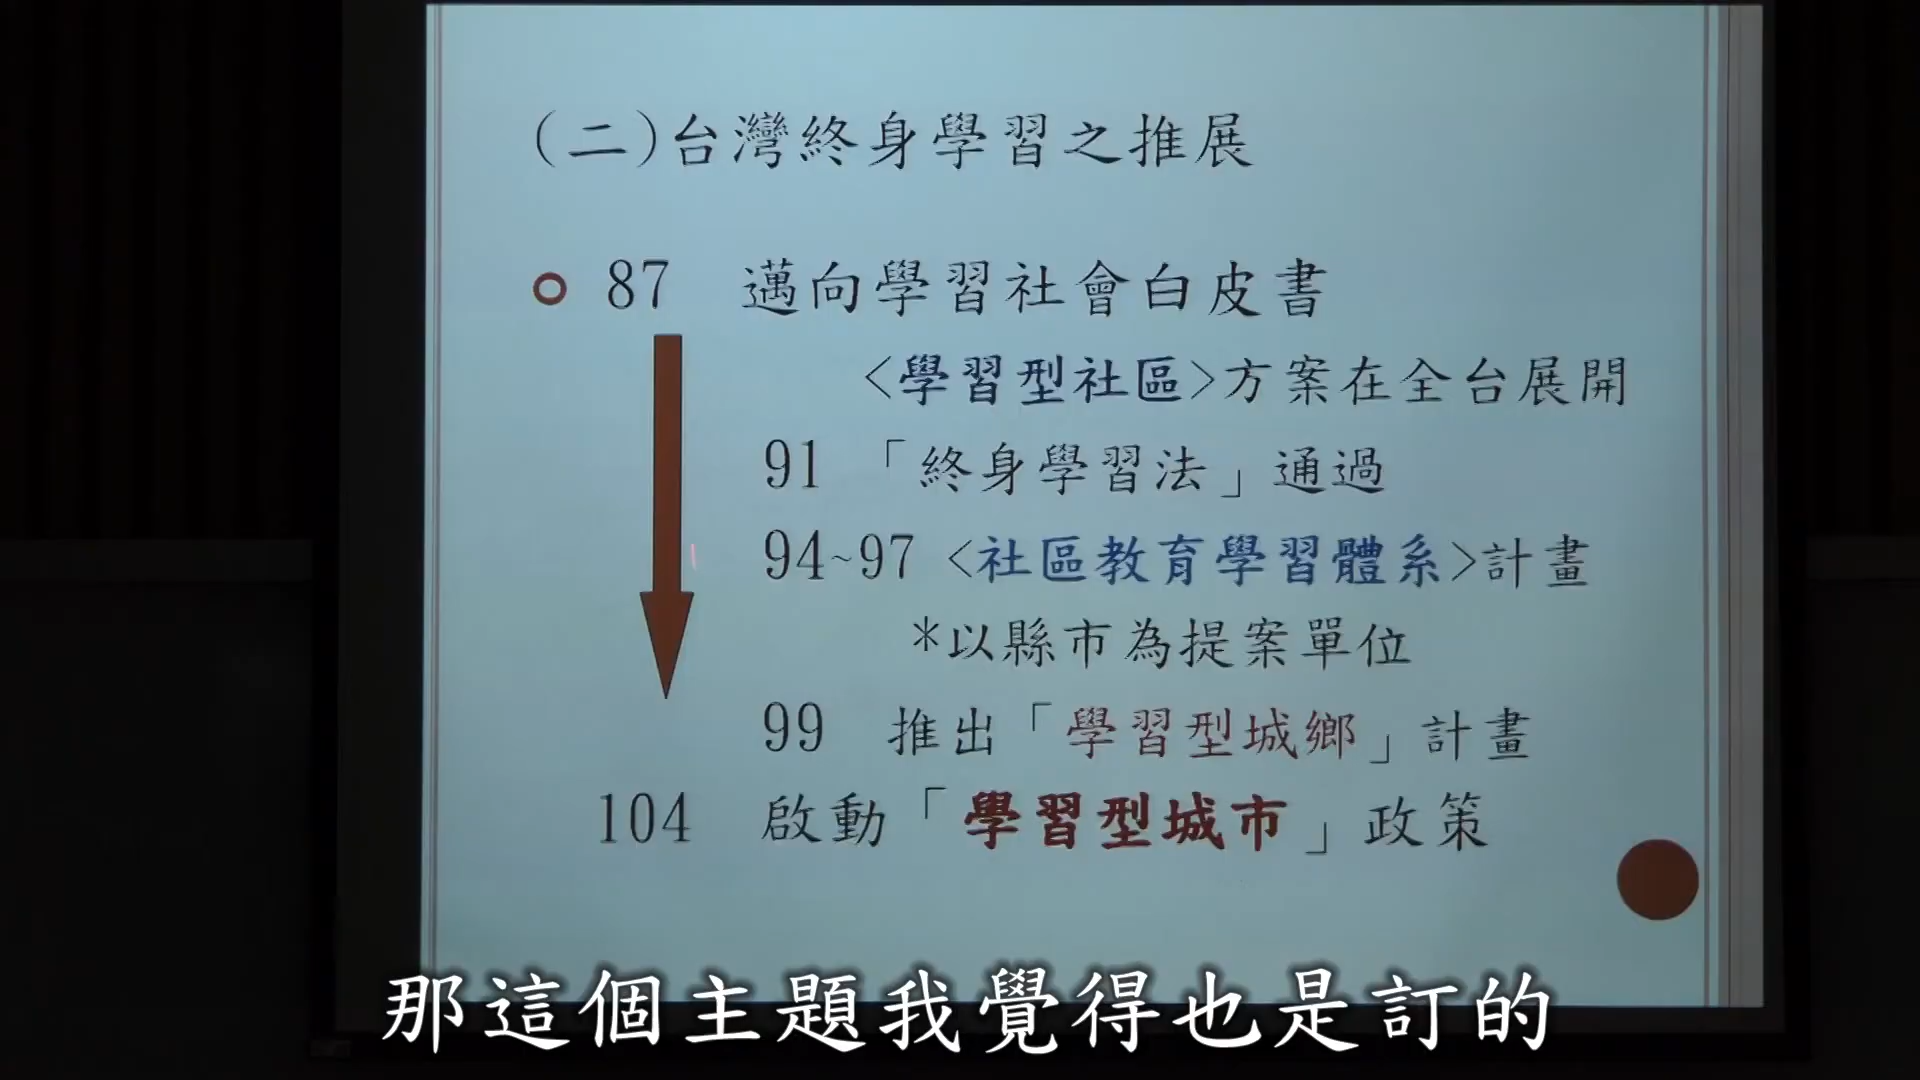 (二)台灣終身學習之推展
87 邁向學習社會白皮書
<學習型社區>方案在全台展開
91 「終身學習法」通過
94~97 <社區教育學習體系>計畫
*以縣市為提案單位
99 推出「學習型城鄉」計畫
104 啟動「學習型城市」政策
那這個主題我覺得也是訂的